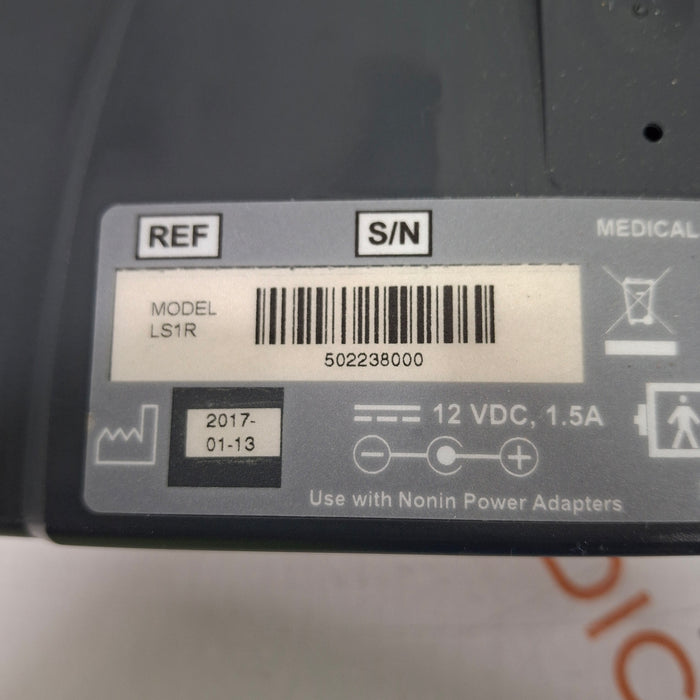 REF
S/N
MEDICAL
MODEL
LS1R
502238000
2017-
01-13
12 VDC, 1.5A
Use with Nonin Power Adapters